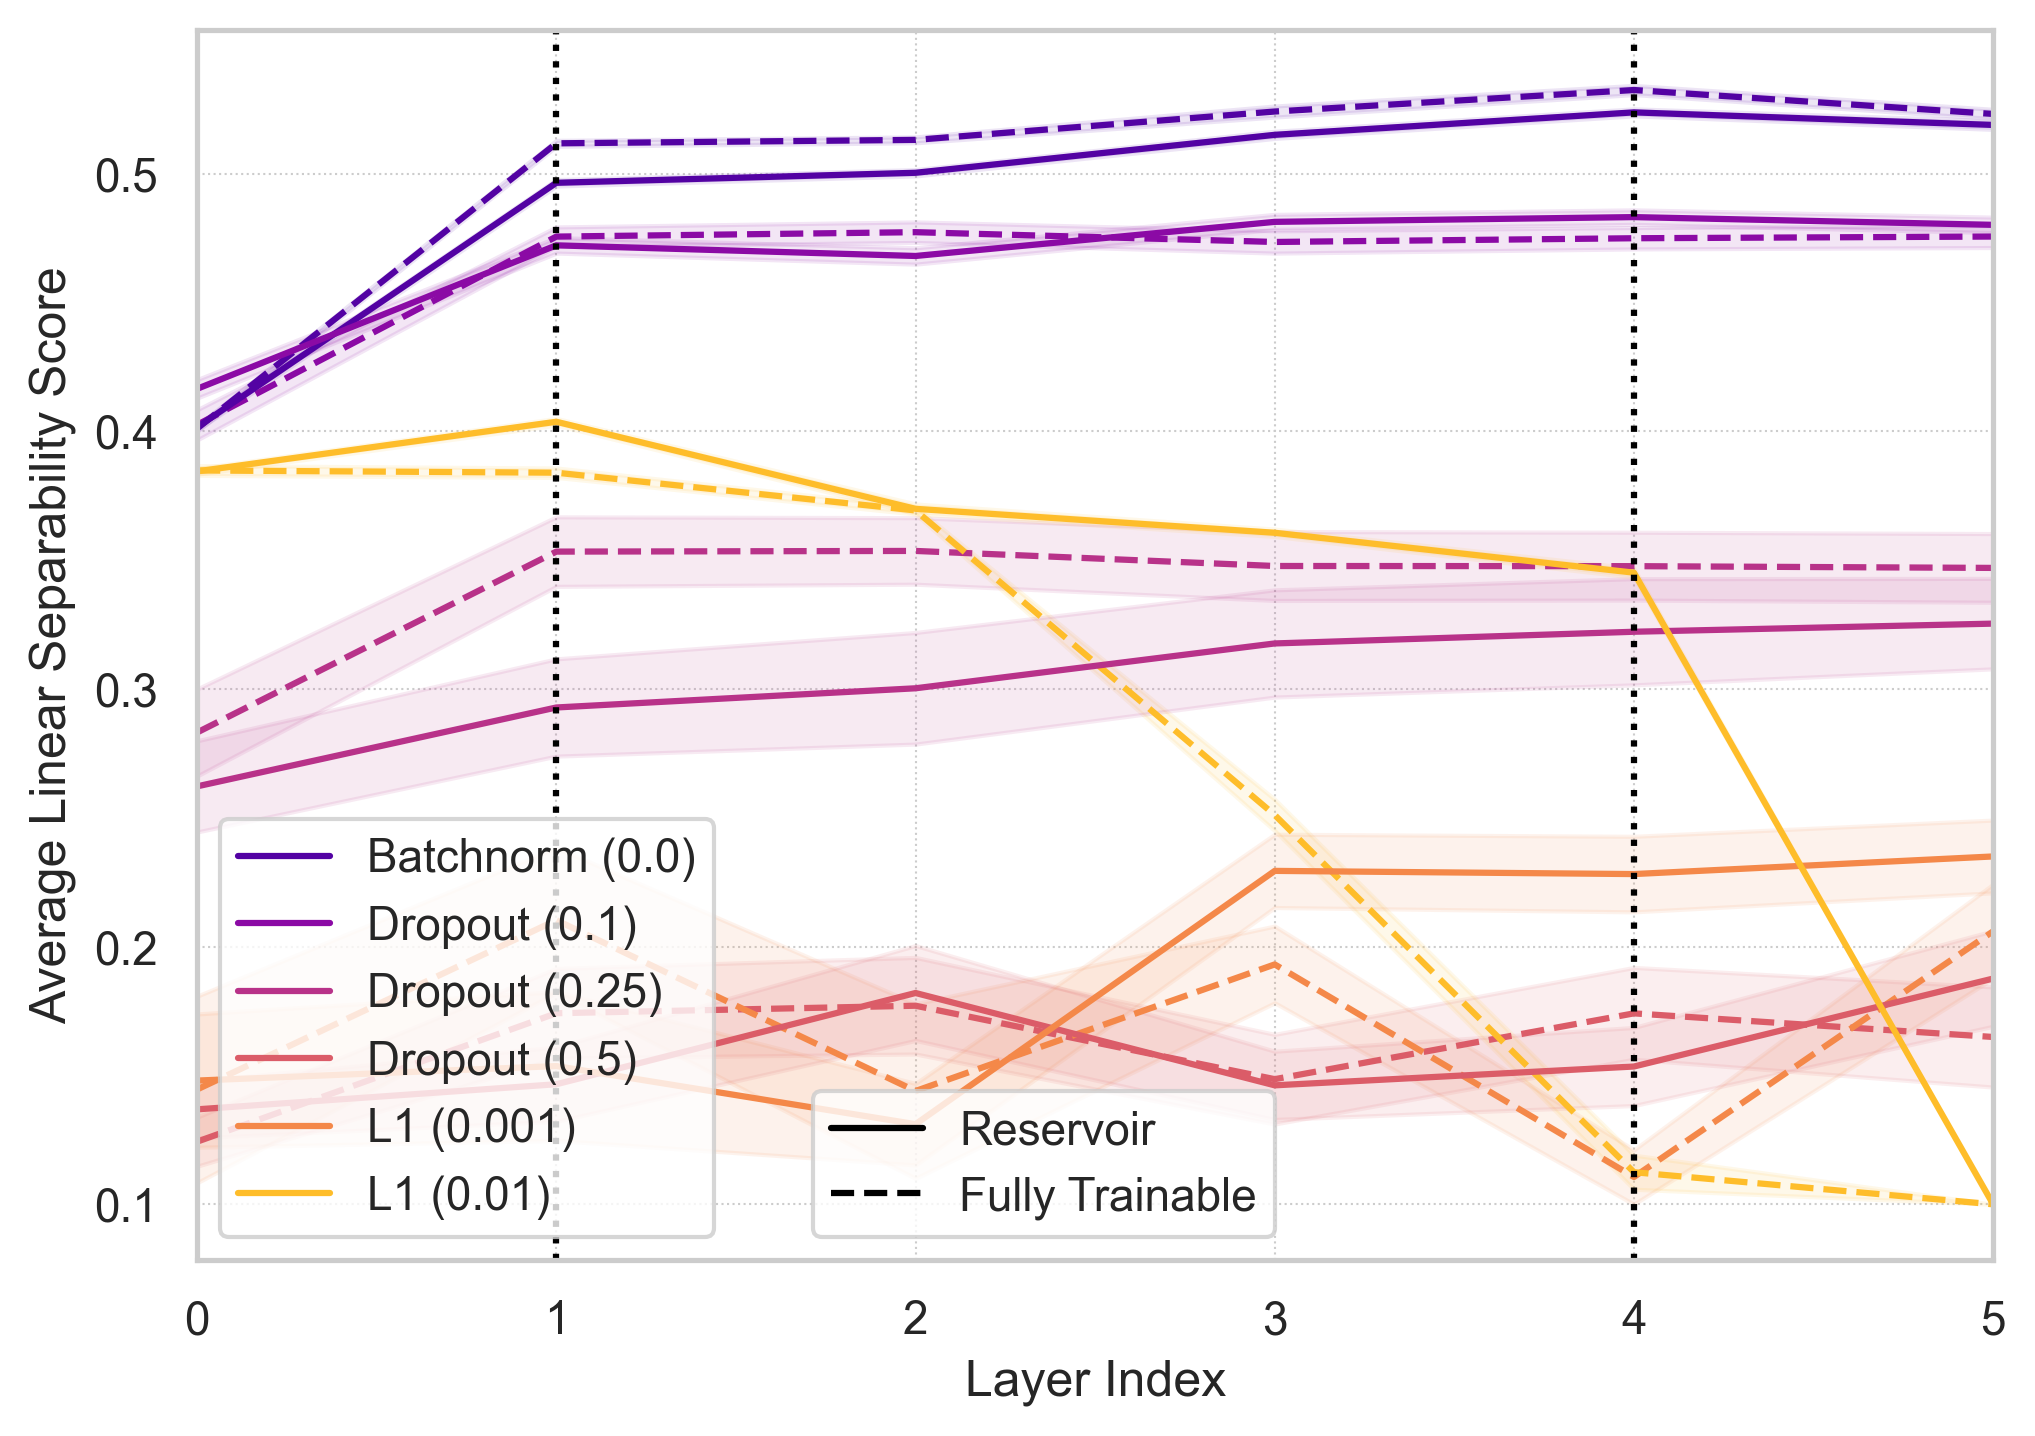 Average Linear Separability Score
0.5
0.4
0.3
0.2
0.1
Batchnorm (0.0)
Dropout (0.1)
Dropout (0.25)
Dropout (0.5)
L1 (0.001)
L1 (0.01)
Reservoir
Fully Trainable
0 1 2 3 4 5
Layer Index